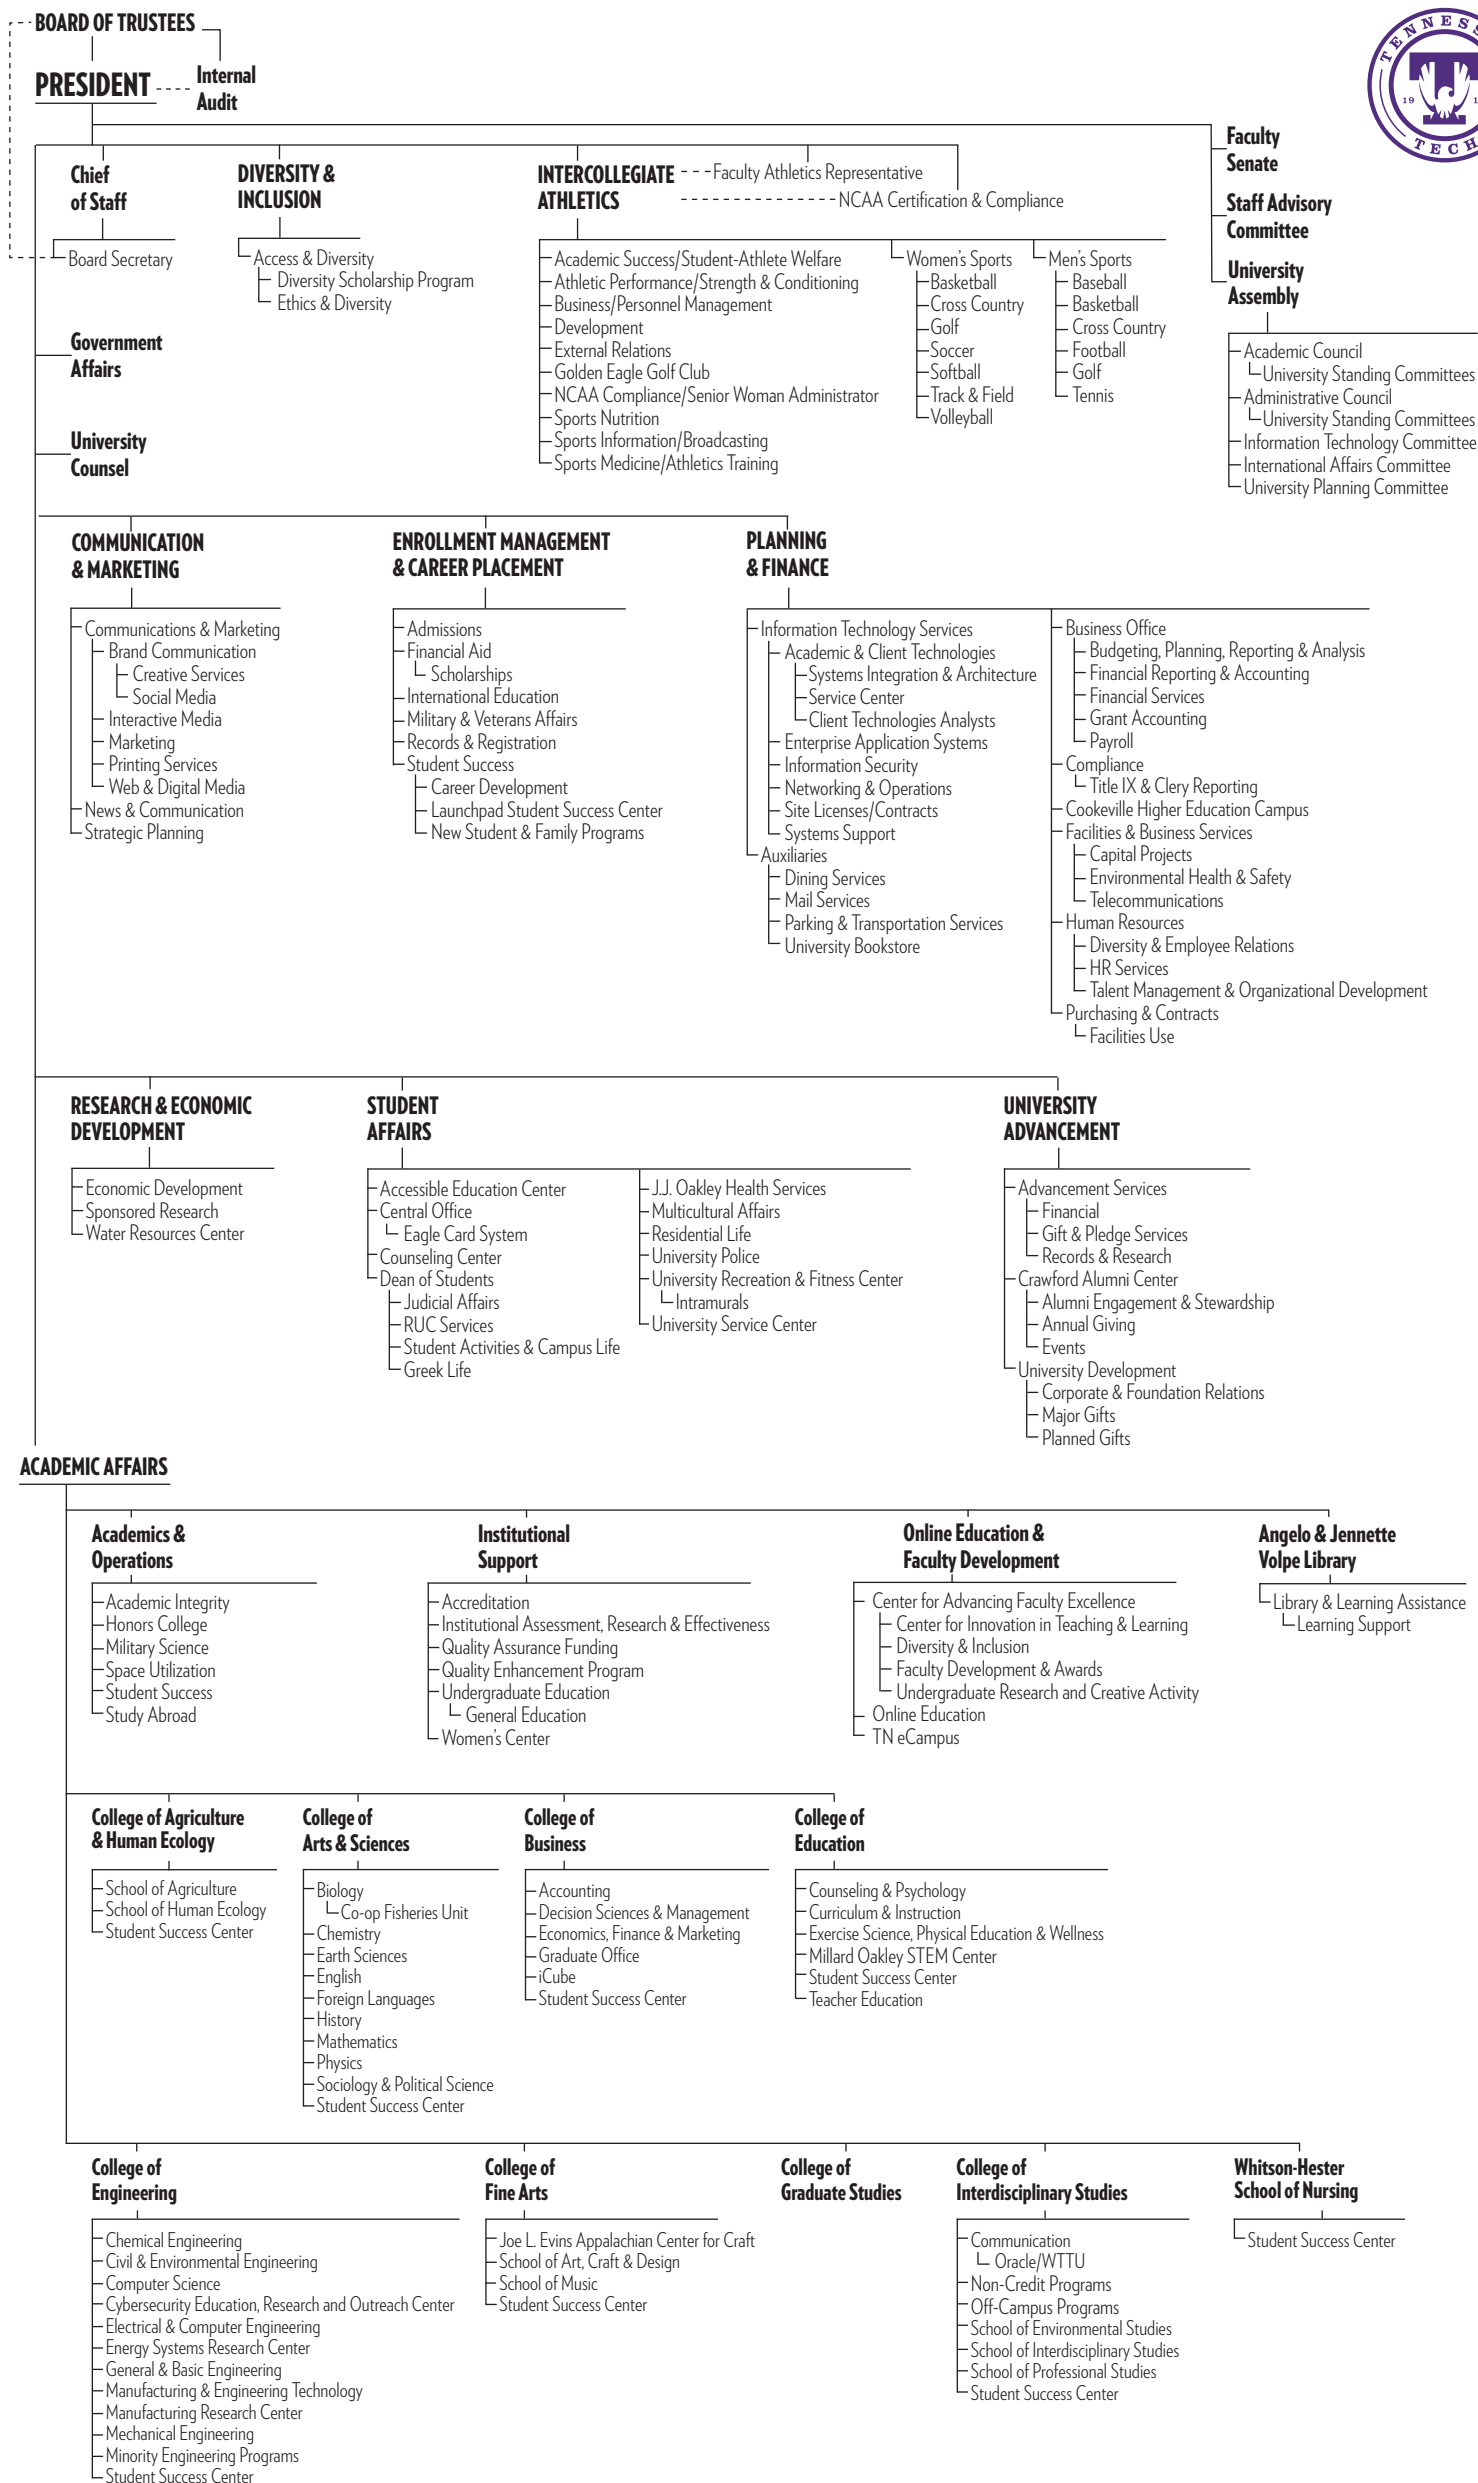 BOARD OF TRUSTEES
PRESIDENT
Internal
Audit
TENNESS
19 1
TECH
Faculty
Senate
Staff Advisory
Committee
University
Assembly
Academic Council
University Standing Committees
Administrative Council
University Standing Committees
Information Technology Committee
International Affairs Committee
University Planning Committee
Chief
of Staff
Board Secretary
Government
Affairs
University
Counsel
DIVERSITY &
INCLUSION
Access & Diversity
Diversity Scholarship Program
Ethics & Diversity
INTERCOLLEGIATE
ATHLETICS
Faculty Athletics Representative
NCAA Certification & Compliance
Academic Success/Student-Athlete Welfare
Athletic Performance/Strength & Conditioning
Business/Personnel Management
Development
External Relations
Golden Eagle Golf Club
NCAA Compliance/Senior Woman Administrator
Sports Nutrition
Sports Information/Broadcasting
Sports Medicine/Athletics Training
Women's Sports
Basketball
Cross Country
Golf
Soccer
Softball
Track & Field
Volleyball
Men's Sports
Baseball
Basketball
Cross Country
Football
Golf
Tennis
COMMUNICATION
& MARKETING
Communications & Marketing
Brand Communication
Creative Services
Social Media
Interactive Media
Marketing
Printing Services
Web & Digital Media
News & Communication
Strategic Planning
ENROLLMENT MANAGEMENT
& CAREER PLACEMENT
Admissions
Financial Aid
Scholarships
International Education
Military & Veterans Affairs
Records & Registration
Student Success
Career Development
Launchpad Student Success Center
New Student & Family Programs
PLANNING
& FINANCE
Information Technology Services
Academic & Client Technologies
Systems Integration & Architecture
Service Center
Client Technologies Analysts
Enterprise Application Systems
Information Security
Networking & Operations
Site Licenses/Contracts
Systems Support
Auxiliaries
Dining Services
Mail Services
Parking & Transportation Services
University Bookstore
Business Office
Budgeting, Planning, Reporting & Analysis
Financial Reporting & Accounting
Financial Services
Grant Accounting
Payroll
Compliance
Title IX & Clery Reporting
Cookeville Higher Education Campus
Facilities & Business Services
Capital Projects
Environmental Health & Safety
Telecommunications
Human Resources
Diversity & Employee Relations
HR Services
Talent Management & Organizational Development
Purchasing & Contracts
Facilities Use
RESEARCH & ECONOMIC
DEVELOPMENT
Economic Development
Sponsored Research
Water Resources Center
STUDENT
AFFAIRS
Accessible Education Center
Central Office
Eagle Card System
Counseling Center
Dean of Students
Judicial Affairs
RUC Services
Student Activities & Campus Life
Greek Life
J.J. Oakley Health Services
Multicultural Affairs
Residential Life
University Police
University Recreation & Fitness Center
Intramurals
University Service Center
UNIVERSITY
ADVANCEMENT
Advancement Services
Financial
Gift & Pledge Services
Records & Research
Crawford Alumni Center
Alumni Engagement & Stewardship
Annual Giving
Events
University Development
Corporate & Foundation Relations
Major Gifts
Planned Gifts
ACADEMIC AFFAIRS
Academics &
Operations
Academic Integrity
Honors College
Military Science
Space Utilization
Student Success
Study Abroad
Institutional
Support
Accreditation
Institutional Assessment, Research & Effectiveness
Quality Assurance Funding
Quality Enhancement Program
Undergraduate Education
General Education
Women's Center
Online Education &
Faculty Development
Center for Advancing Faculty Excellence
Center for Innovation in Teaching & Learning
Diversity & Inclusion
Faculty Development & Awards
Undergraduate Research and Creative Activity
Online Education
TN eCampus
Angelo & Jennette
Volpe Library
Library & Learning Assistance
Learning Support
College of Agriculture
& Human Ecology
School of Agriculture
School of Human Ecology
Student Success Center
College of
Arts & Sciences
Biology
Co-op Fisheries Unit
Chemistry
Earth Sciences
English
Foreign Languages
History
Mathematics
Physics
Sociology & Political Science
Student Success Center
College of
Business
Accounting
Decision Sciences & Management
Economics, Finance & Marketing
Graduate Office
iCube
Student Success Center
College of
Education
Counseling & Psychology
Curriculum & Instruction
Exercise Science, Physical Education & Wellness
Millard Oakley STEM Center
Student Success Center
Teacher Education
College of
Engineering
Chemical Engineering
Civil & Environmental Engineering
Computer Science
Cybersecurity Education, Research and Outreach Center
Electrical & Computer Engineering
Energy Systems Research Center
General & Basic Engineering
Manufacturing & Engineering Technology
Manufacturing Research Center
Mechanical Engineering
Minority Engineering Programs
Student Success Center
College of
Fine Arts
Joe L. Evins Appalachian Center for Craft
School of Art, Craft & Design
School of Music
Student Success Center
College of
Graduate Studies
College of
Interdisciplinary Studies
Communication
Oracle/WTTU
Non-Credit Programs
Off-Campus Programs
School of Environmental Studies
School of Interdisciplinary Studies
School of Professional Studies
Student Success Center
Whitson-Hester
School of Nursing
Student Success Center